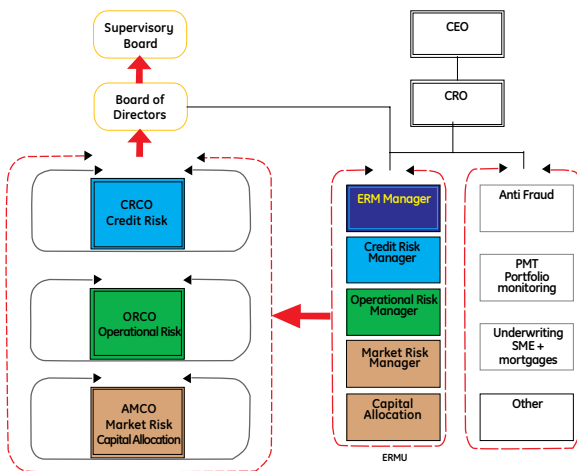 Supervisory
Board
Board of
Directors
CEO
CRO
CRCO
Credit Risk
ORCO
Operational Risk
AMCO
Market Risk
Capital Allocation
ERM Manager
Credit Risk
Manager
Operational Risk
Manager
Market Risk
Manager
Capital
Allocation
ERMU
Anti Fraud
PMT
Portfolio
monitoring
Underwriting
SME +
mortgages
Other